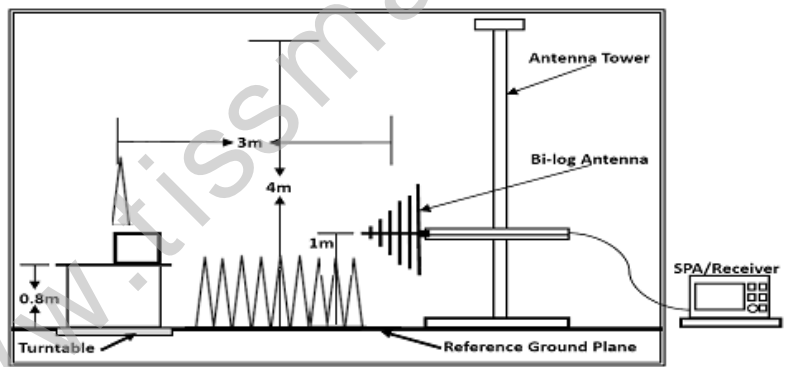 Antenna Tower
3m
Bi-log Antenna
4m
1m
SPA/Receiver
0.8m
Turntable
Reference Ground Plane